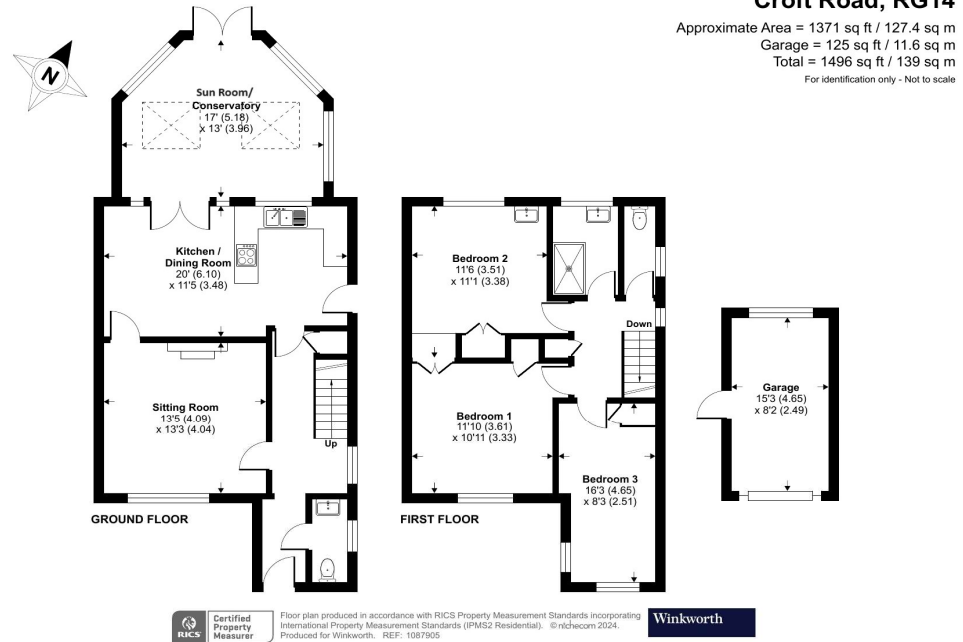 Croft Road, RG14
Approximate Area = 1371 sq ft / 127.4 sq m
Garage = 125 sq ft / 11.6 sq m
Total = 1496 sq ft / 139 sq m
For identification only - Not to scale
N
Sun Room/
Conservatory
17' (5.18)
x 13' (3.96)
Kitchen /
Dining Room
20' (6.10)
x 11'5 (3.48)
Sitting Room
13'5 (4.09)
x 13'3 (4.04)
Up
GROUND FLOOR
Bedroom 2
11'6 (3.51)
x 11'1 (3.38)
Down
Bedroom 1
11'10 (3.61)
x 10'11 (3.33)
Bedroom 3
16'3 (4.65)
x 8'3 (2.51)
FIRST FLOOR
Garage
15'3 (4.65)
x 8'2 (2.49)
RICS
Certified
Property
Measurer
Floor plan produced in accordance with RICS Property Measurement Standards incorporating
International Property Measurement Standards (IPMS2 Residential). © nichecom 2024.
Produced for Winkworth. REF: 1087905
Winkworth